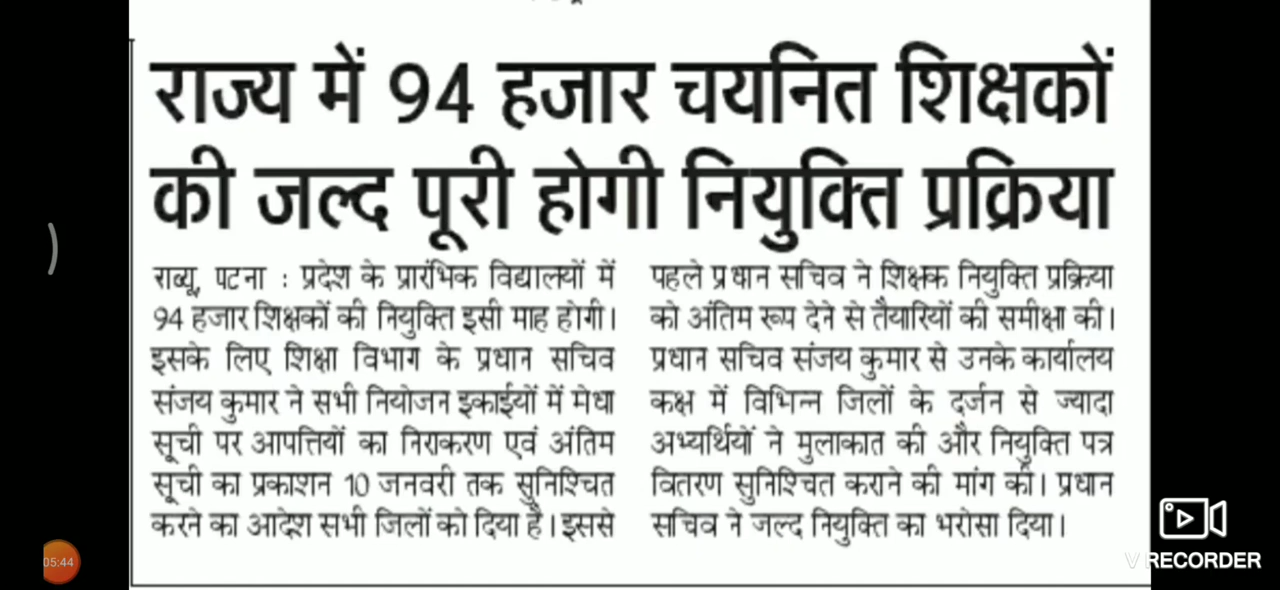 राज्य में 94 हजार चयनित शिक्षकों
की जल्द पूरी होगी नियुक्ति प्रक्रिया
राब्यू, पटना : प्रदेश के प्रारंभिक विद्यालयों में
94 हजार शिक्षकों की नियुक्ति इसी माह होगी।
इसके लिए शिक्षा विभाग के प्रधान सचिव
संजय कुमार ने सभी नियोजन इकाईयों में मेधा
सूची पर आपत्तियों का निराकरण एवं अंतिम
सूची का प्रकाशन 10 जनवरी तक सुनिश्चित
करने का आदेश सभी जिलों को दिया है। इससे
पहले प्रधान सचिव ने शिक्षक नियुक्ति प्रक्रिया
को अंतिम रूप देने से तैयारियों की समीक्षा की।
प्रधान सचिव संजय कुमार से उनके कार्यालय
कक्ष में विभिन्न जिलों के दर्जन से ज्यादा
अभ्यर्थियों ने मुलाकात की और नियुक्ति पत्र
वितरण सुनिश्चित कराने की मांग की। प्रधान
सचिव ने जल्द नियुक्ति का भरोसा दिया।
05:44
V RECORDER